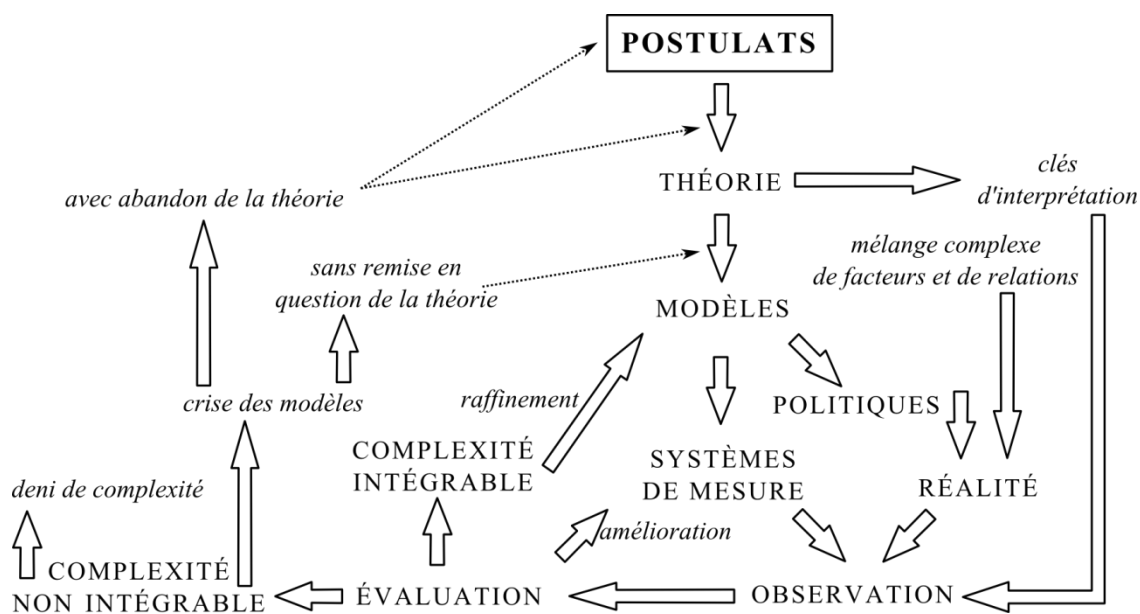 POSTULATS
clés
THÉORIE
d'interprétation
avec abandon de la théorie
mélange complexe
de facteurs et de relations
sans remise en
question de la théorie
MODÈLES
crise des modèles
raffinement
POLITIQUES
COMPLEXITÉ
INTÉGRABLE
SYSTÈMES
DE MESURE
deni de complexité
RÉALITÉ
amélioration
COMPLEXITÉ
NON INTÉGRABLE
ÉVALUATION
OBSERVATION